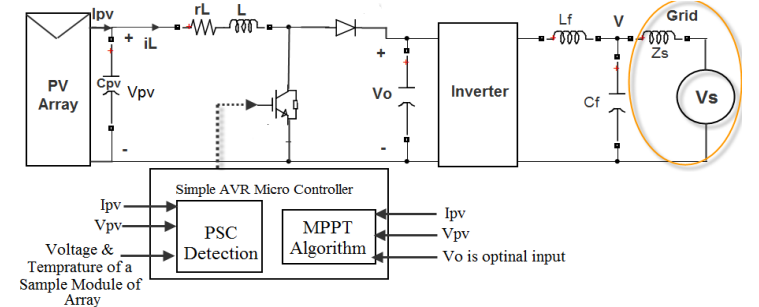 Ipv
rL
L
+
iL
PV
Array
Cpv
Vpv
-
+
Vo
-
Inverter
Lf
V
Grid
Zs
Cf
Vs
Simple AVR Micro Controller
Ipv
Vpv
Voltage &
Temprature of a
Sample Module of
Array
PSC
Detection
MPPT
Algorithm
Ipv
Vpv
Vo is optinal input